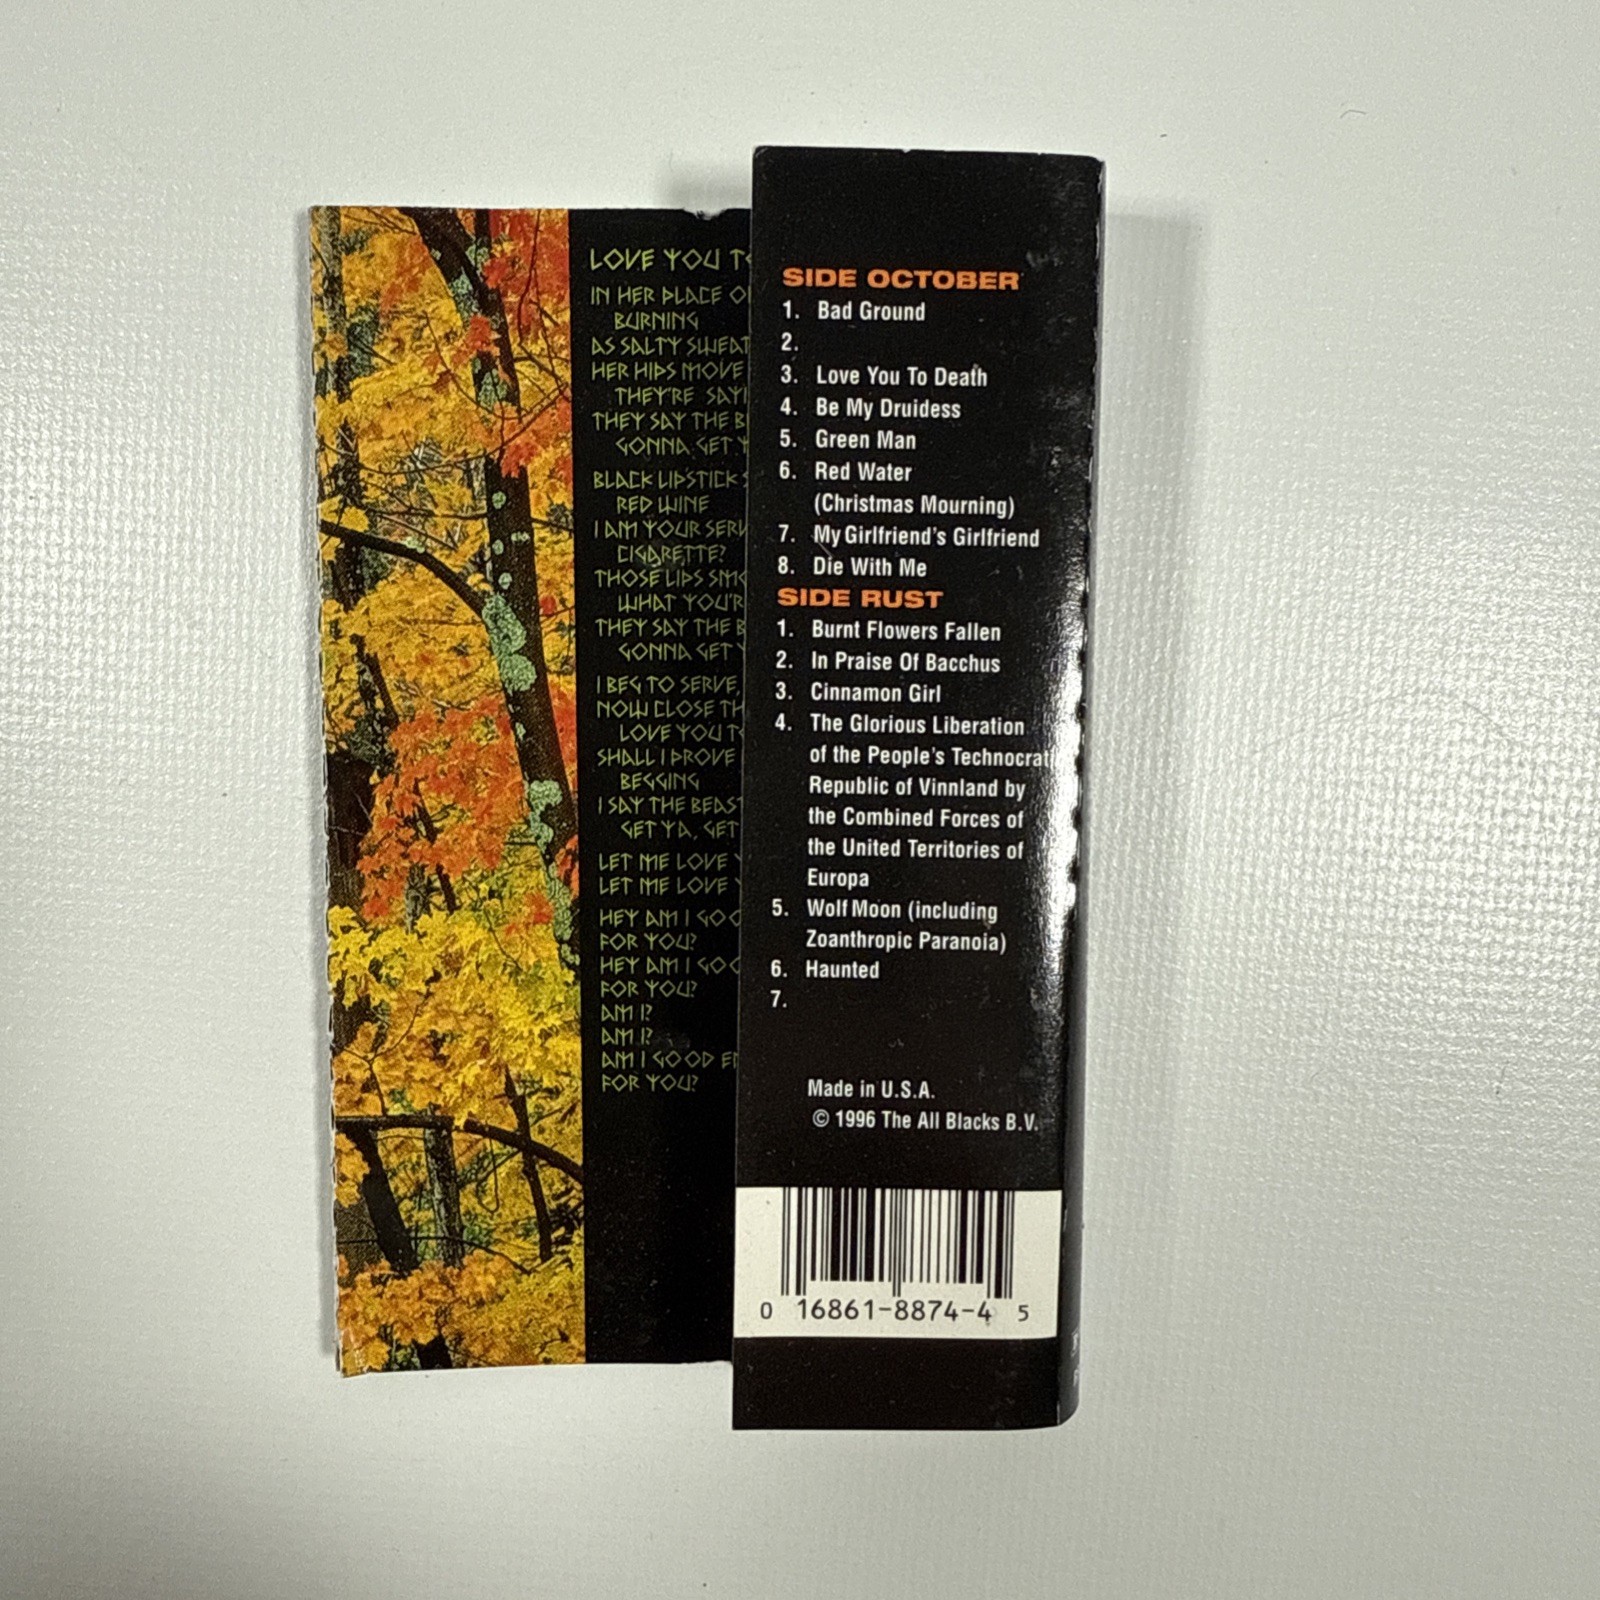 LOVE YOU
IN HER PLACE
BURNING
AS SALTY SWEAT
HER HIPS MOVE
THEY'RE
THEY SAY THE
GONNA GET
BLACK LIPSTICK
RED WINE
I AM YOUR
CIGARETTE?
THOSE LIPS
WHAT
THEY SAY THE
GONNA GET
I BEG TO SERVE,
NOW CLOSE
LOVE YOU
SHALL I PROVE
BEGGING
I SAY THE BEAST
GET YA, GET
LET ME LOVE
LET ME LOVE
HEY AM I
FOR YOU?
HEY AM I
FOR YOU?
AM I?
AM I?
AM I GOOD
FOR YOU?
SIDE OCTOBER
1. Bad Ground
2.
3. Love You To Death
4. Be My Druidess
5. Green Man
6. Red Water
(Christmas Mourning)
7. My Girlfriend's Girlfriend
8. Die With Me
SIDE RUST
1. Burnt Flowers Fallen
2. In Praise Of Bacchus
3. Cinnamon Girl
4. The Glorious Liberation
of the People's Technocrat
Republic of Vinnland by
the Combined Forces of
the United Territories of
Europa
5. Wolf Moon (including
Zoanthropic Paranoia)
6. Haunted
7.
Made in U.S.A.
© 1996 The All Blacks B.V.
0 16861-8874-4 5